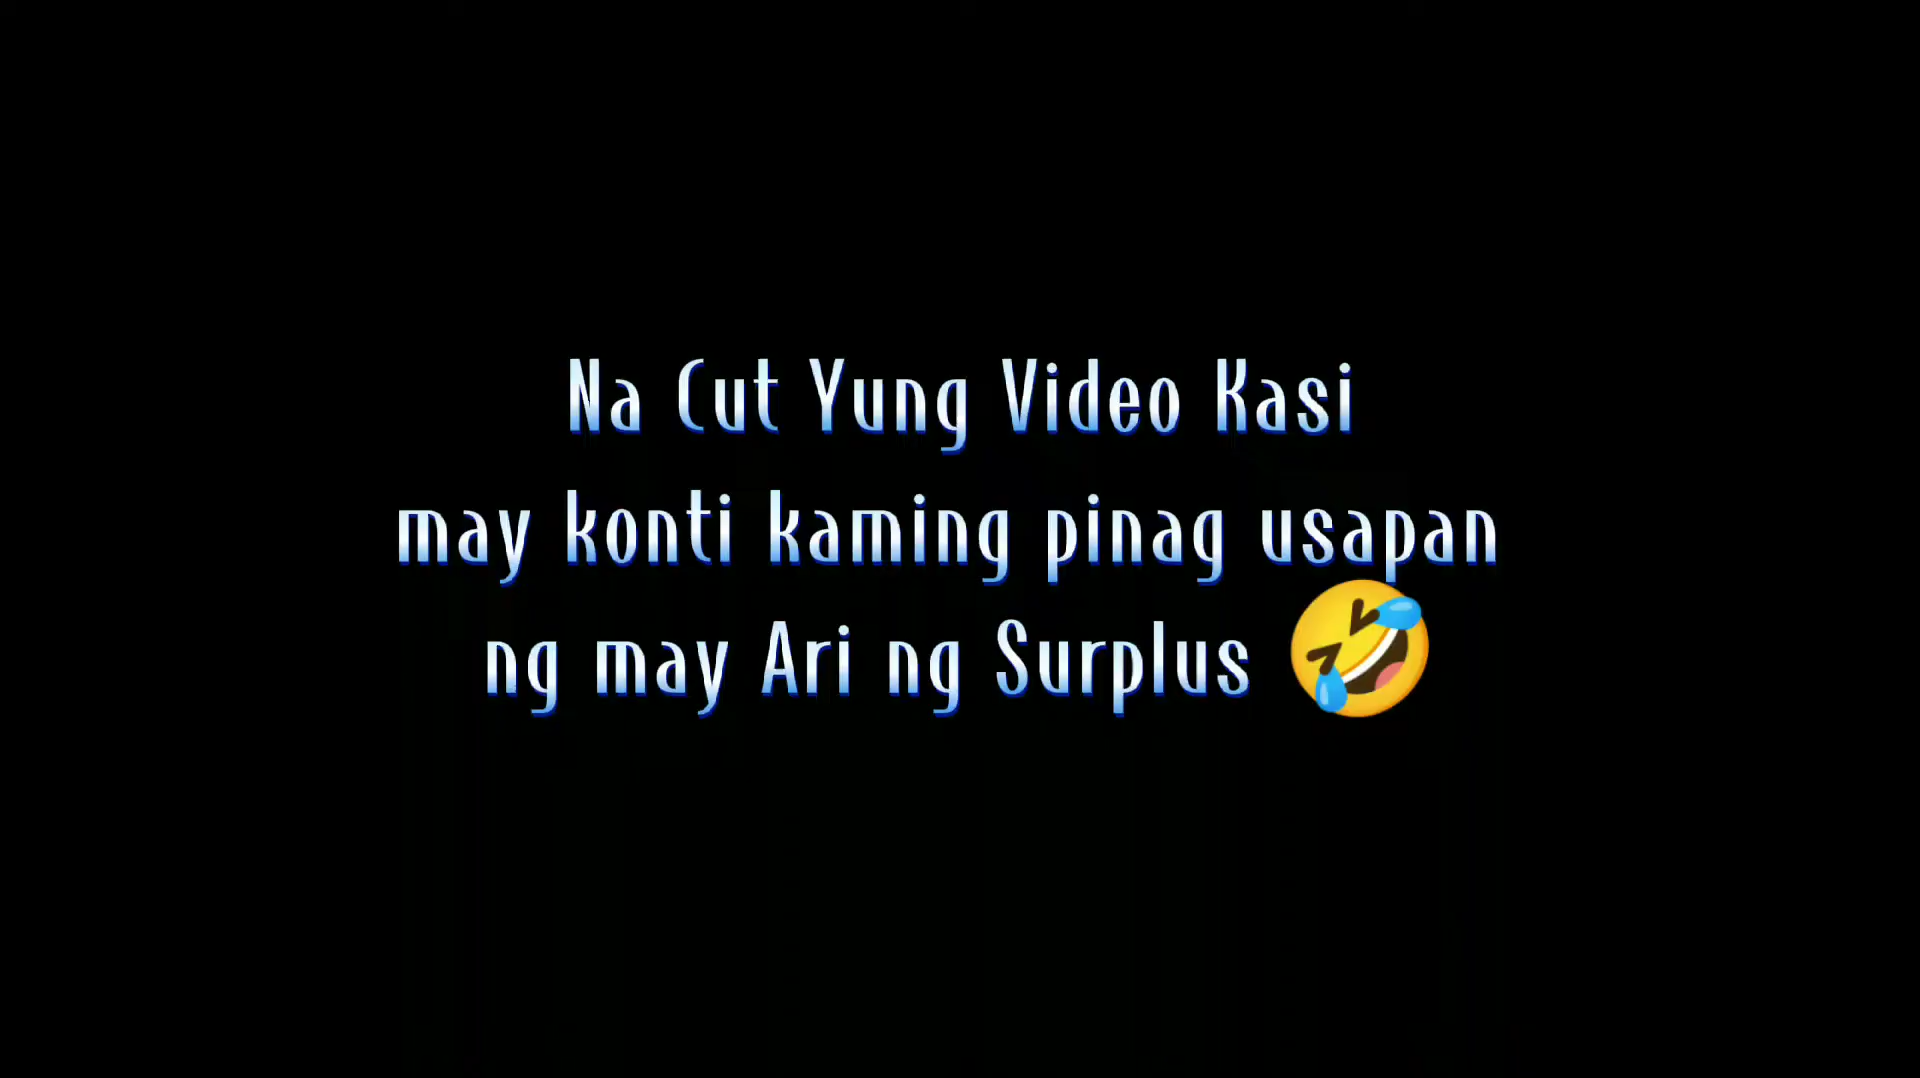 Na Cut Yung Video Kasi
may konti kaming pinag usapan
ng may Ari ng Surplus 🤣